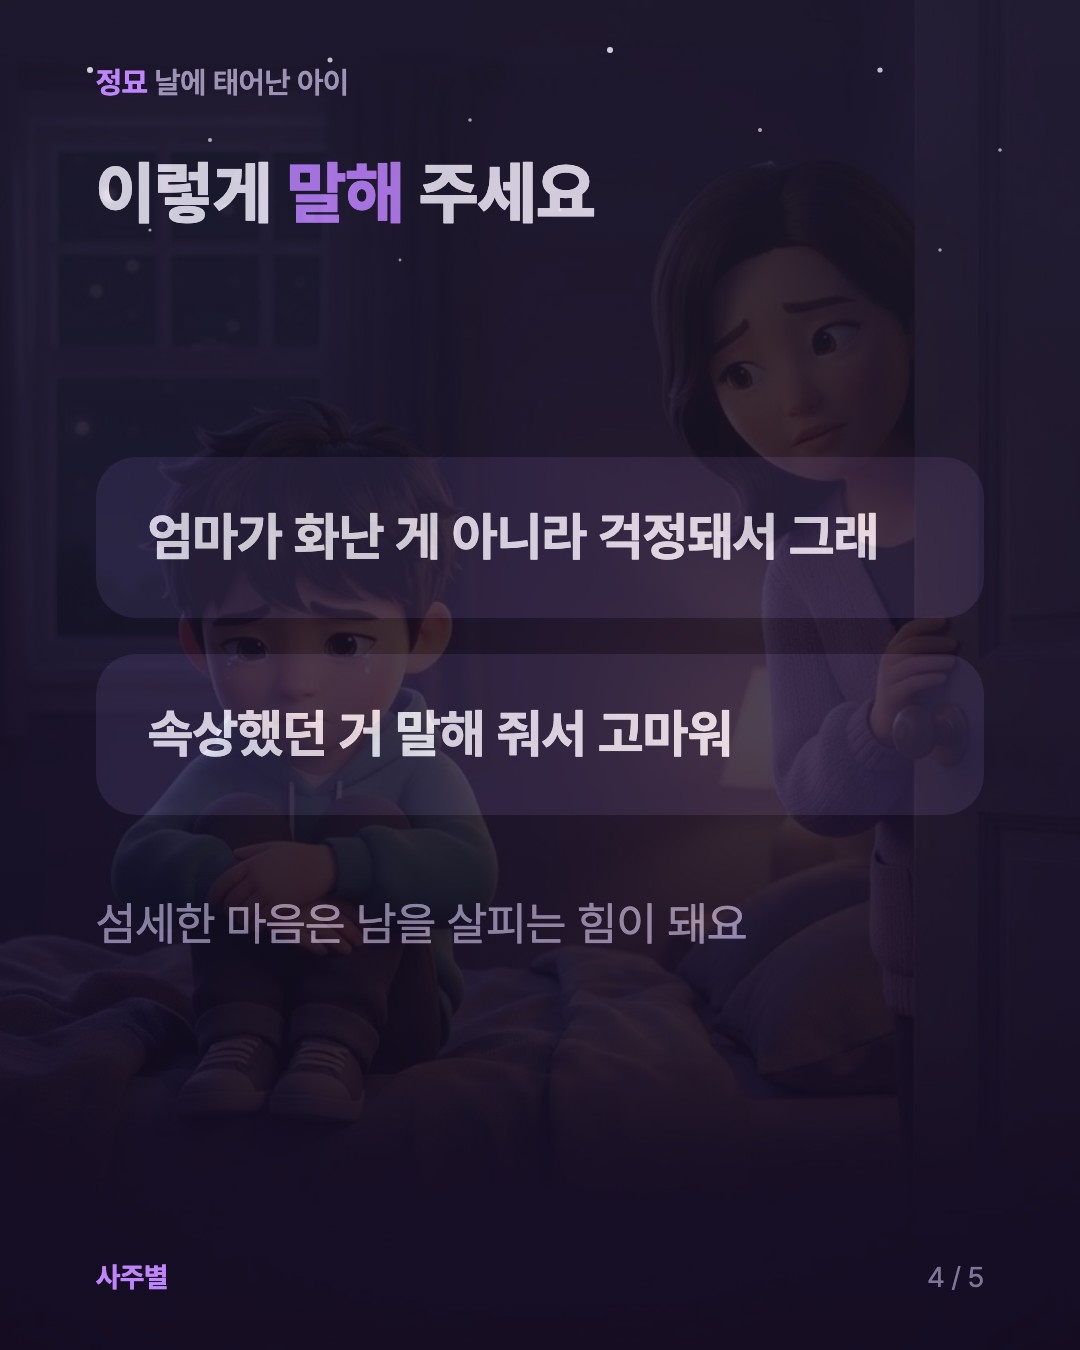 정묘 날에 태어난 아이
이렇게 말해 주세요
엄마가 화난 게 아니라 걱정돼서 그래
속상했던 거 말해 줘서 고마워
섬세한 마음은 남을 살피는 힘이 돼요
사주별
4 / 5